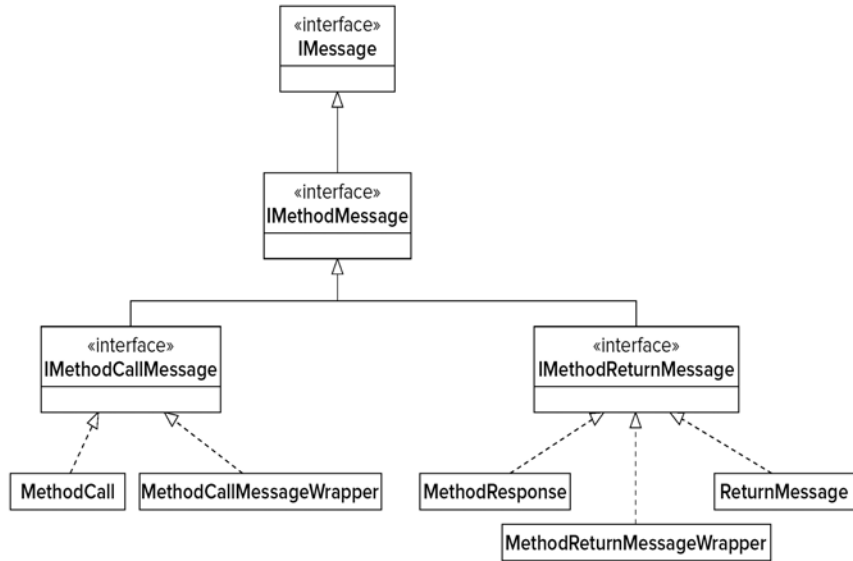 «interface»
IMessage
«interface»
IMethodMessage
«interface»
IMethodCallMessage
«interface»
IMethodReturnMessage
MethodCall
MethodCallMessageWrapper
MethodResponse
ReturnMessage
MethodReturnMessageWrapper